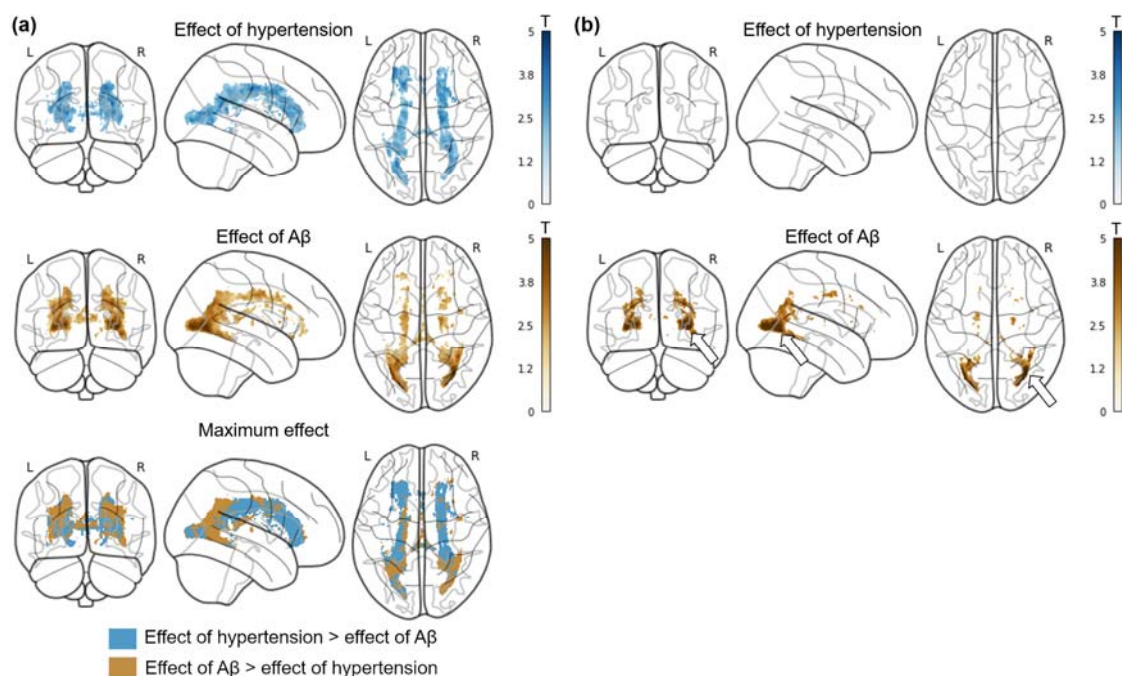 (a)
Effect of hypertension
L
R
L
R
T
5
3.8
2.5
1.2
0
Effect of Aβ
L
R
L
R
T
5
3.8
2.5
1.2
0
Maximum effect
L
R
L
R
Effect of hypertension > effect of Aβ
Effect of Aβ > effect of hypertension
(b)
Effect of hypertension
L
R
L
R
T
5
3.8
2.5
1.2
0
Effect of Aβ
L
R
L
R
T
5
3.8
2.5
1.2
0